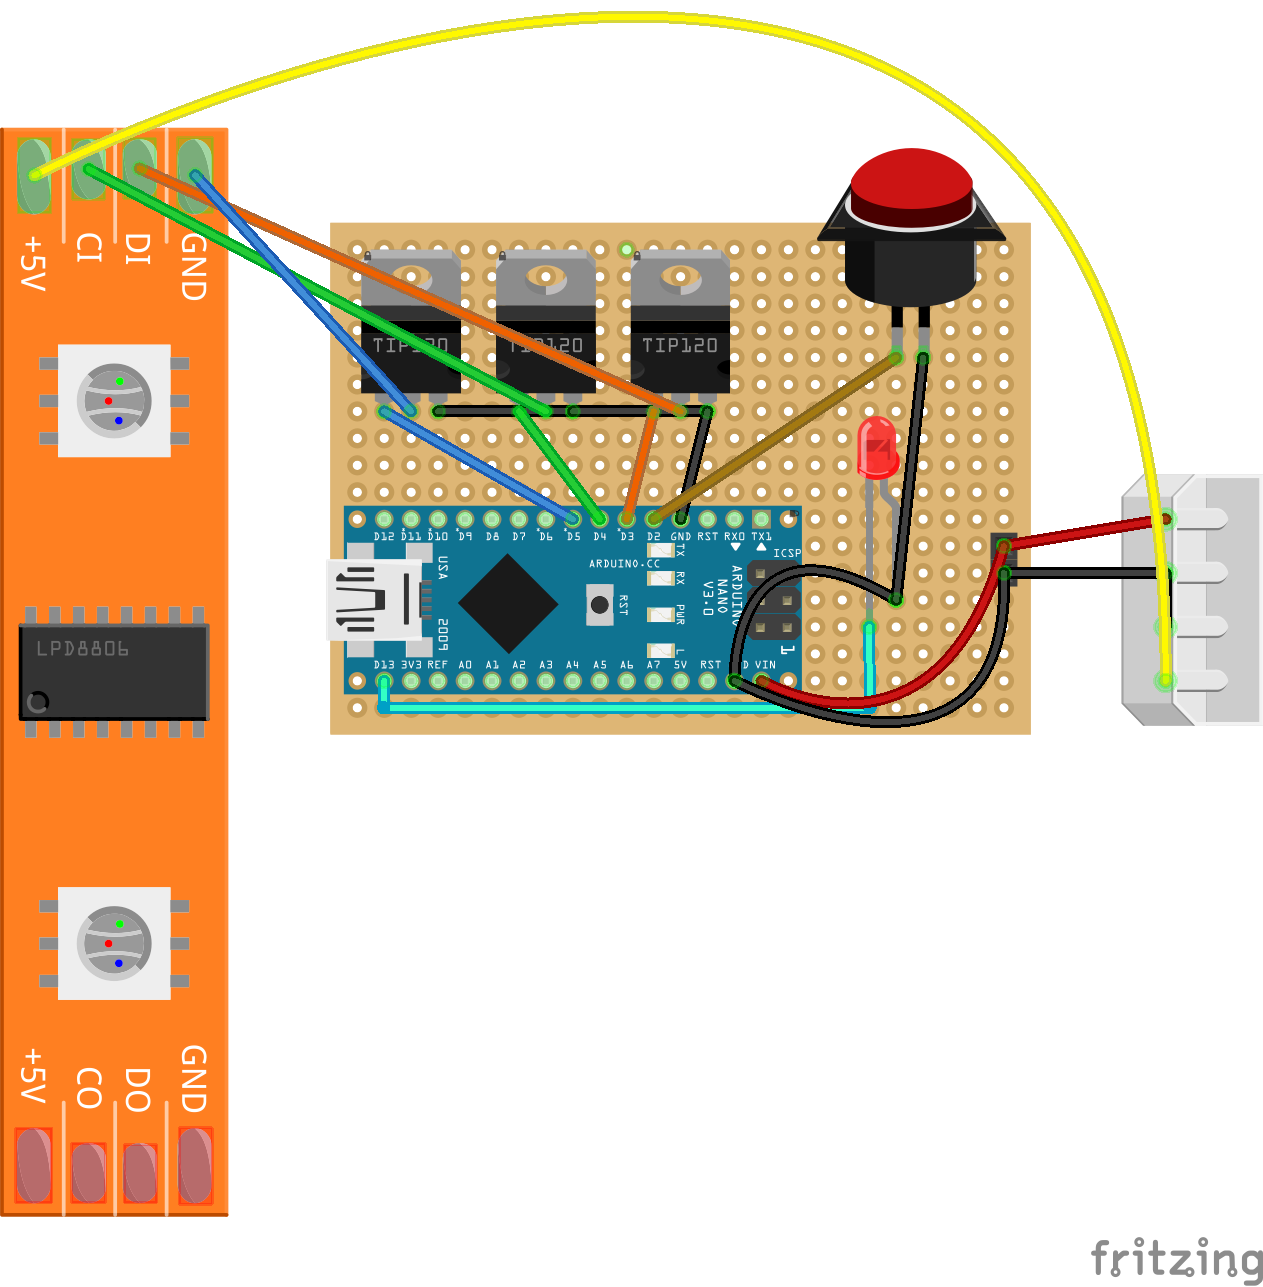 +5V
CI
DI
GND
TIP120
TIP120
TIP120
D12
D11
D10
D9
D8
D7
D6
D5
D4
D3
D2
GND
RST
RX0
TX1
USA
ARDUINO.CC
TX
RX
PWR
L
ICSP
ARDUINO
NANO
V3.0
RST
2009
1
D13
3V3
REF
A0
A1
A2
A3
A4
A5
A6
A7
5V
RST
VIN
LPD8806
+5V
CO
DO
GND
fritzing